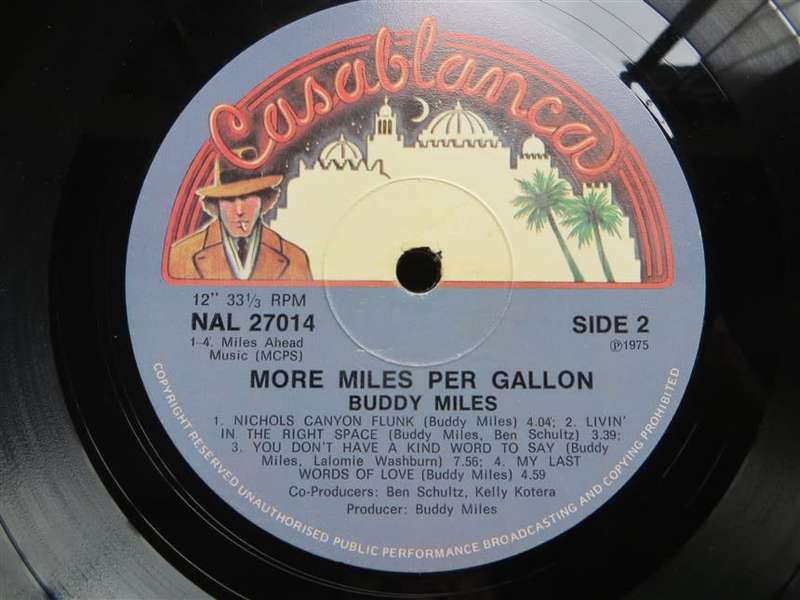 Casablanca
12" 33⅓ RPM
NAL 27014
SIDE 2
1-4. Miles Ahead
Music (MCPS)
℗1975
MORE MILES PER GALLON
BUDDY MILES
1. NICHOLS CANYON FLUNK (Buddy Miles) 4.04; 2. LIVIN'
IN THE RIGHT SPACE (Buddy Miles, Ben Schultz) 3.39;
3. YOU DON'T HAVE A KIND WORD TO SAY (Buddy
Miles, Lalomie Washburn) 7.56; 4. MY LAST
WORDS OF LOVE (Buddy Miles) 4.59
Co-Producers: Ben Schultz, Kelly Kotera
Producer: Buddy Miles
COPYRIGHT RESERVED UNAUTHORISED PUBLIC PERFORMANCE BROADCASTING AND COPYING PROHIBITED